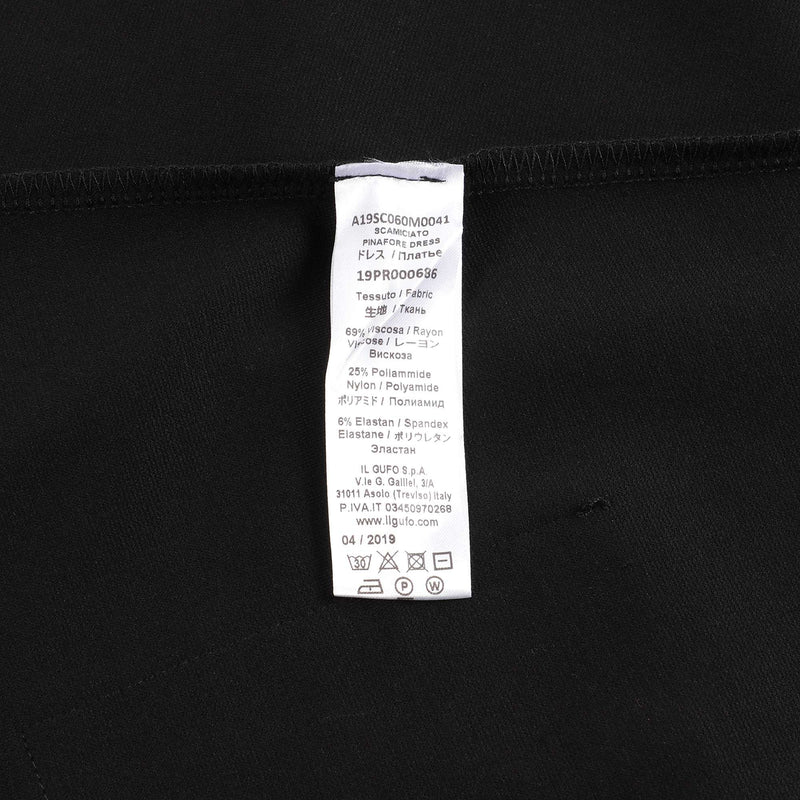 A19SC060M0041
SCAMICIATO
PINAFORE DRESS
ドレス / Платье
19PR000686
Tessuto / Fabric
生地 / Ткань
69% Viscosa / Rayon
Viscose / レーヨン
Вискоза
25% Poliammide
Nylon / Polyamide
ポリアミド / Полиамид
6% Elastan / Spandex
Elastane / ポリウレタン
Эластан
IL GUFO S.p.A.
V.le G. Galilei, 3/A
31011 Asolo (Treviso) Italy
P.IVA.IT 03450970268
www.ilgufo.com
04 / 2019
30
P W